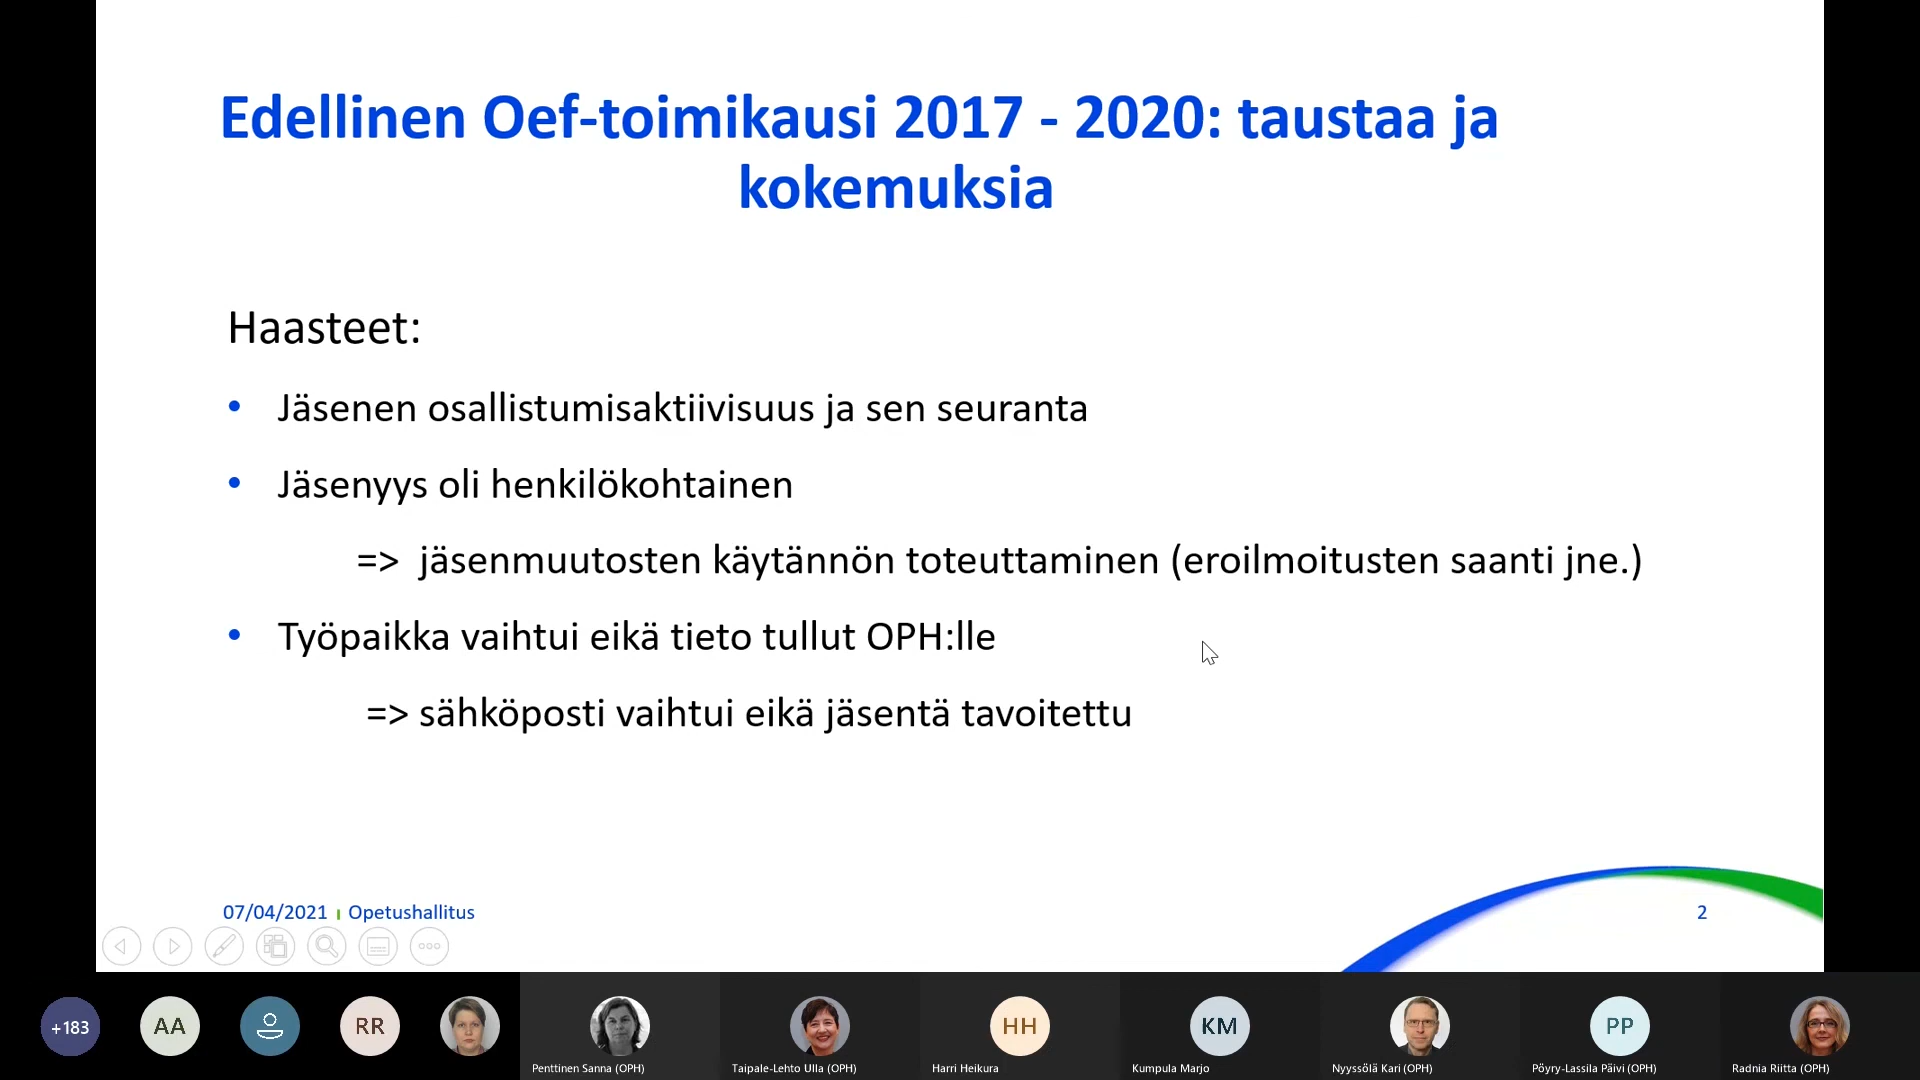 Edellinen Oef-toimikausi 2017 - 2020: taustaa ja
kokemuksia
Haasteet:
• Jäsenen osallistumisaktiivisuus ja sen seuranta
• Jäsenyys oli henkilökohtainen
=> jäsenmuutosten käytännön toteuttaminen (eroilmoitusten saanti jne.)
• Työpaikka vaihtui eikä tieto tullut OPH:lle
=> sähköposti vaihtui eikä jäsentä tavoitettu
07/04/2021 ı Opetushallitus
2
+183
AA
RR
HH
KM
PP
Penttinen Sanna (OPH)
Taipale-Lehto Ulla (OPH)
Harri Heikura
Kumpula Marjo
Nyyssölä Kari (OPH)
Pöyry-Lassila Päivi (OPH)
Radnia Riitta (OPH)